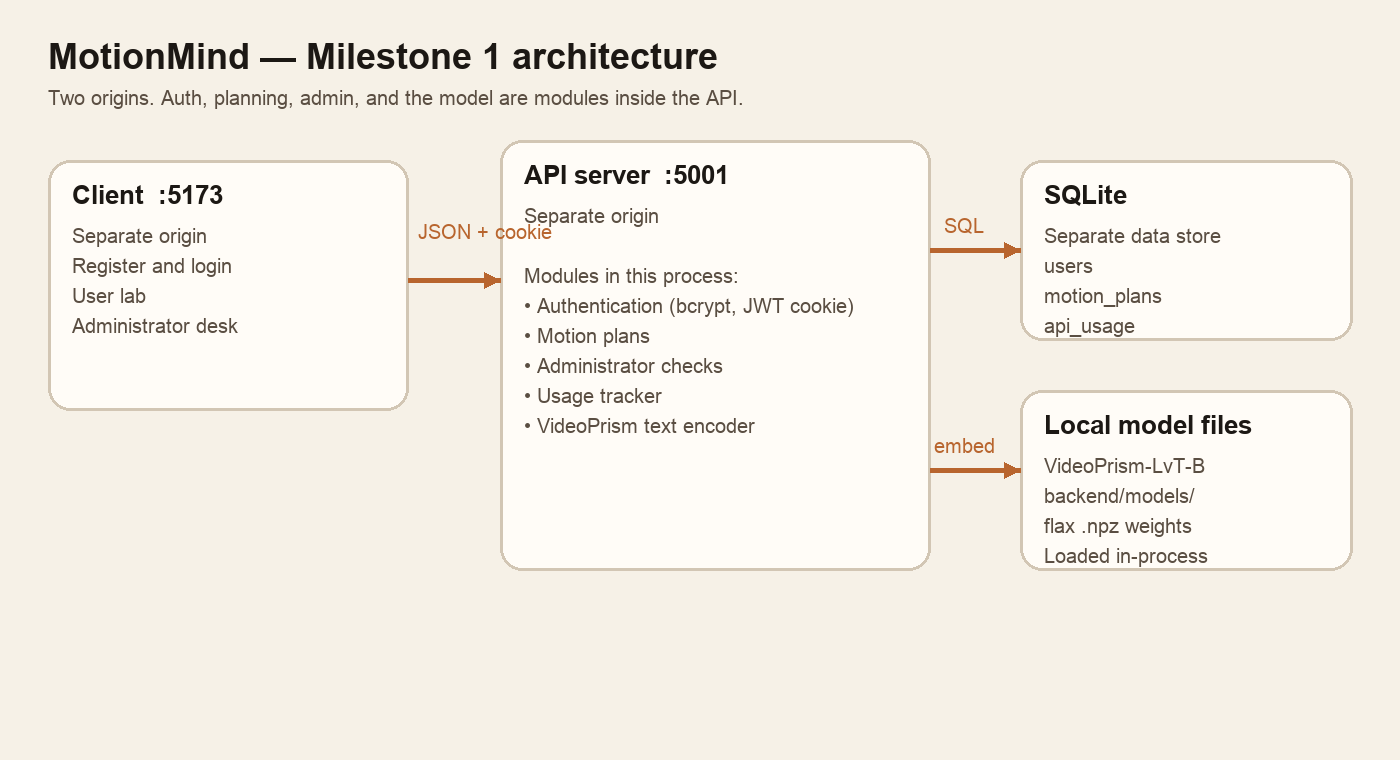 MotionMind — Milestone 1 architecture
Two origins. Auth, planning, admin, and the model are modules inside the API.
Client :5173
Separate origin
Register and login
User lab
Administrator desk
JSON + cookie
API server :5001
Separate origin
Modules in this process:
• Authentication (bcrypt, JWT cookie)
• Motion plans
• Administrator checks
• Usage tracker
• VideoPrism text encoder
SQL
SQLite
Separate data store
users
motion_plans
api_usage
embed
Local model files
VideoPrism-LvT-B
backend/models/
flax .npz weights
Loaded in-process